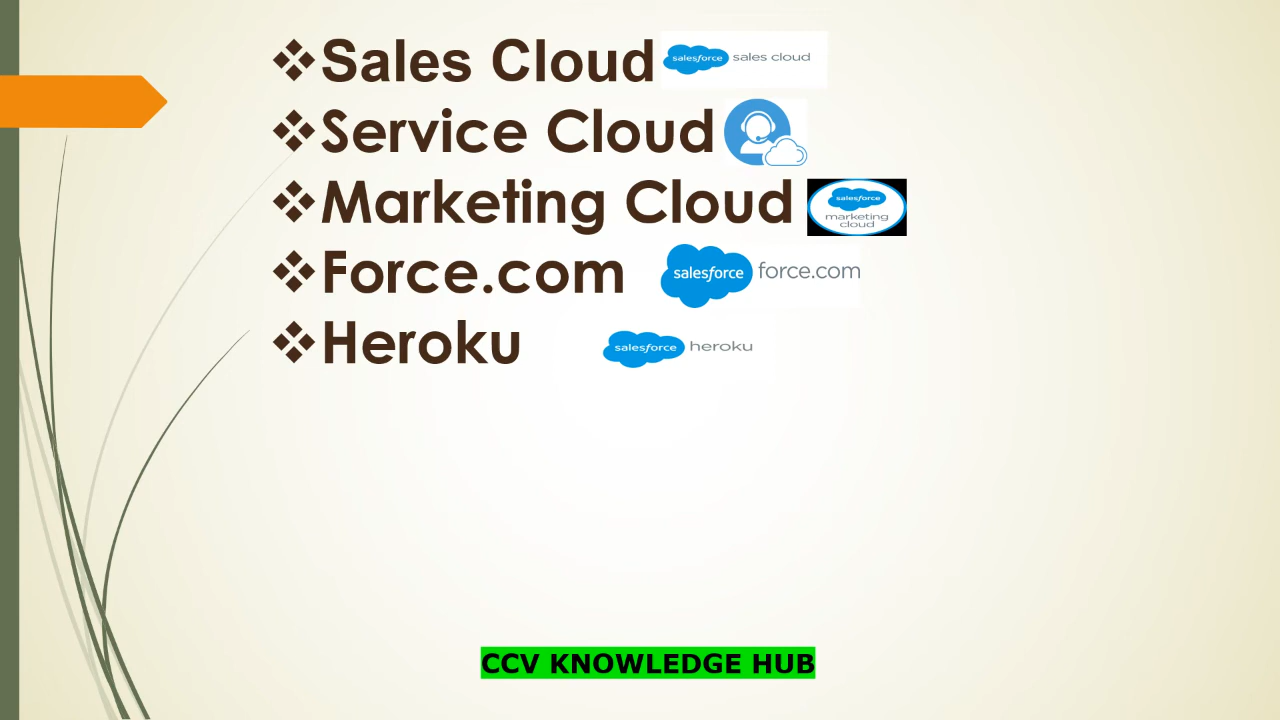 ❖Sales Cloud salesforce sales cloud
❖Service Cloud
❖Marketing Cloud salesforce marketing cloud
❖Force.com salesforce force.com
❖Heroku salesforce heroku
CCV KNOWLEDGE HUB